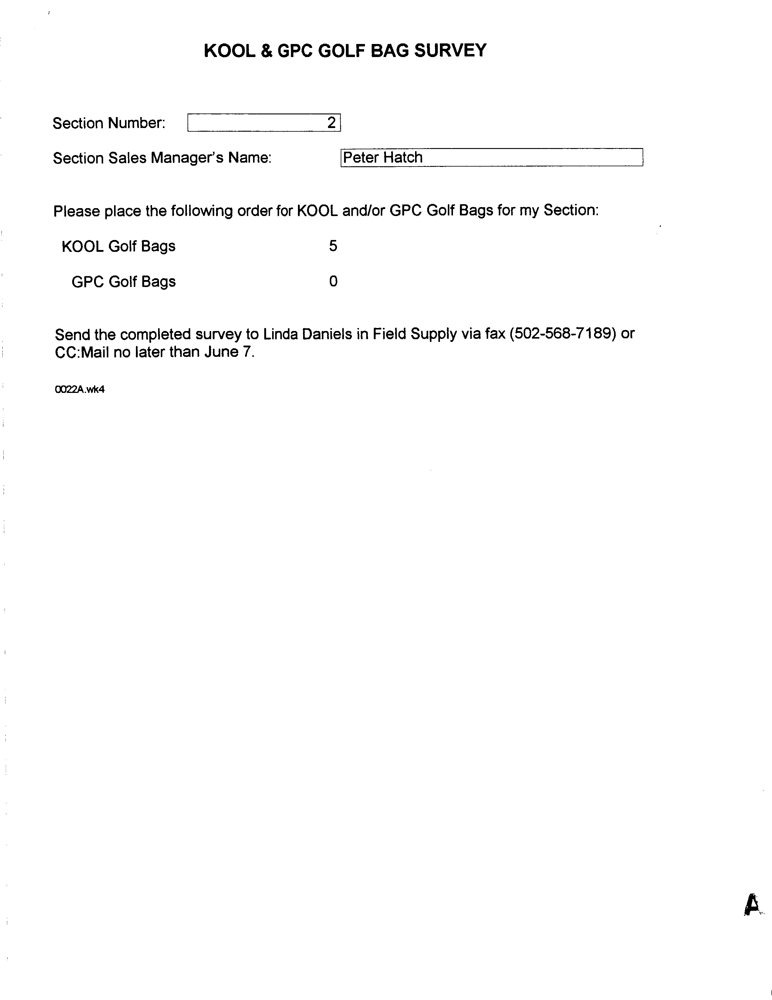 KOOL & GPC GOLF BAG SURVEY
Section Number: 2
Section Sales Manager's Name: Peter Hatch
Please place the following order for KOOL and/or GPC Golf Bags for my Section:
KOOL Golf Bags 5
GPC Golf Bags 0
Send the completed survey to Linda Daniels in Field Supply via fax (502-568-7189) or
CC:Mail no later than June 7.
0022A.wk4
A